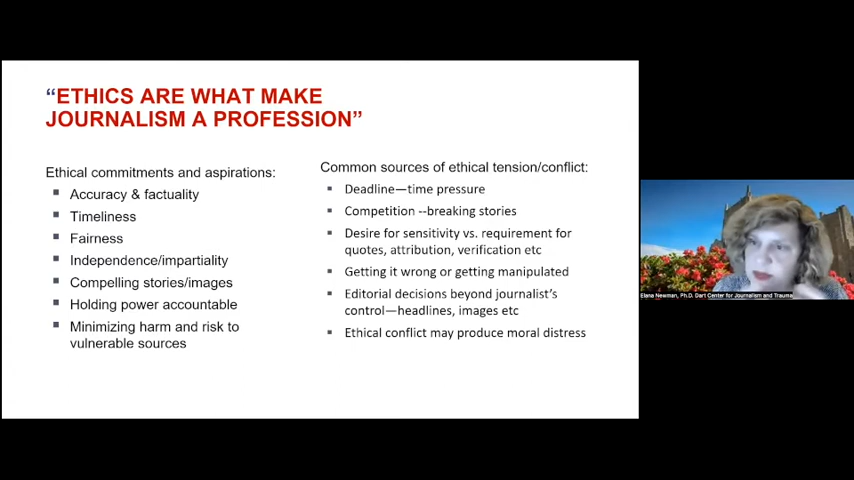 “ETHICS ARE WHAT MAKE
JOURNALISM A PROFESSION”
Ethical commitments and aspirations:
▪ Accuracy & factuality
▪ Timeliness
▪ Fairness
▪ Independence/impartiality
▪ Compelling stories/images
▪ Holding power accountable
▪ Minimizing harm and risk to
vulnerable sources
Common sources of ethical tension/conflict:
▪ Deadline—time pressure
▪ Competition --breaking stories
▪ Desire for sensitivity vs. requirement for
quotes, attribution, verification etc
▪ Getting it wrong or getting manipulated
▪ Editorial decisions beyond journalist’s
control—headlines, images etc
▪ Ethical conflict may produce moral distress
Elana Newman, Ph.D. Dart Center for Journalism and Trauma